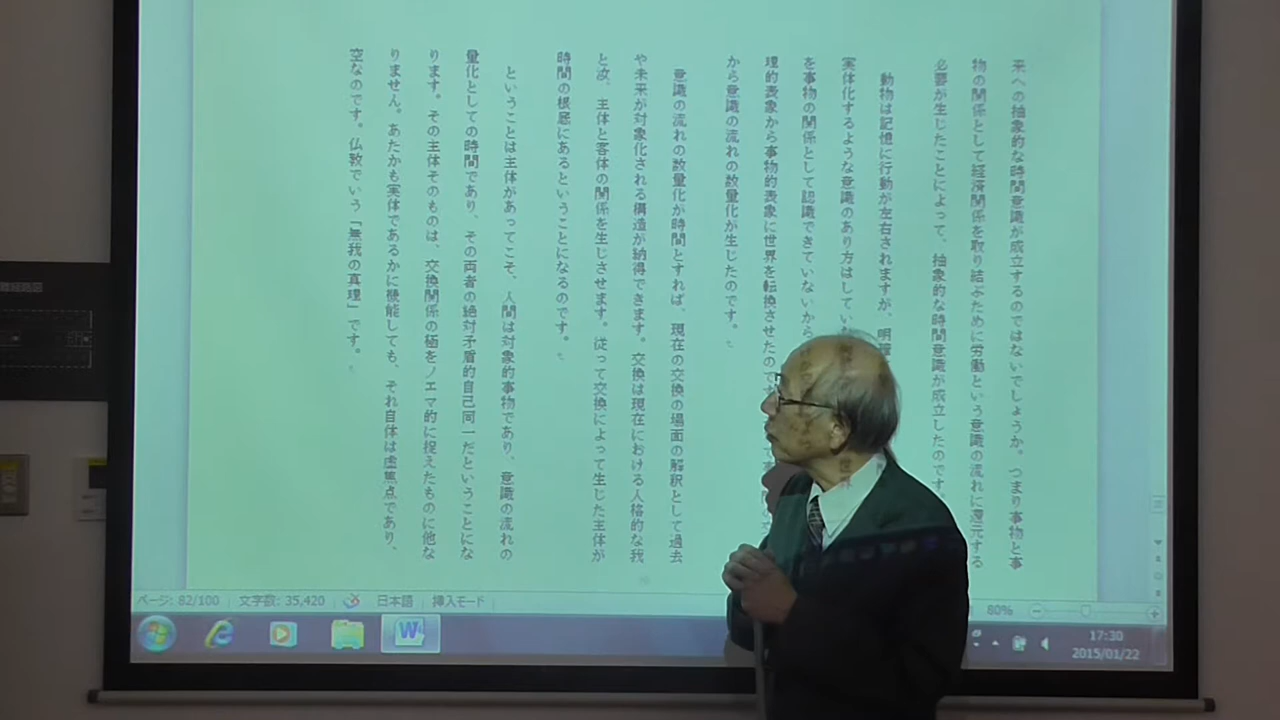 来への抽象的な時間意識が成立するのではないでしょうか。つまり事物と事
物の関係として経済関係を取り結ぶために労働という意識の流れに還元する
必要が生じたことによって、抽象的な時間意識が成立したのです
動物は記憶に行動が左右されますが、明
実体化するような意識のあり方はしてい
を事物の関係として認識できていないから
理的表象から事物的表象に世界を転換させたの
から意識の流れの数量化が生じたのです。
意識の流れの数量化が時間とすれば、現在の交換の場面の解釈として過去
や未来が対象化される構造が納得できます。交換は現在における人格的な我
と汝、主体と客体の関係を生じさせます。従って交換によって生じた主体が
時間の根底にあるということになるのです。
ということは主体があってこそ、人間は対象的事物であり、意識の流れの
量化としての時間であり、その両者の絶対矛盾的自己同一だということにな
ります。その主体そのものは、交換関係の極をノエマ的に捉えたものに他な
りません。あたかも実体であるかに機能しても、それ自体は虚焦点であり、
空なのです。仏教でいう「無我の真理」です。
ページ: 82/100 文字数: 35,420 日本語 挿入モード
80%
17:30
2015/01/22